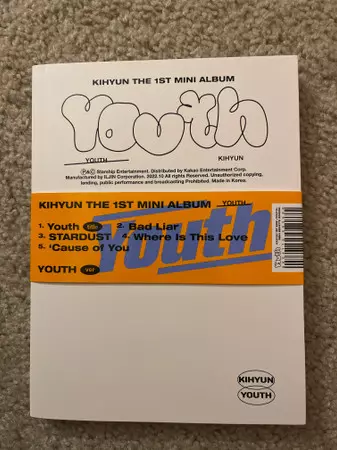 KIHYUN THE 1ST MINI ALBUM
Youth
YOUTH KIHYUN
Ⓟ&Ⓒ Starship Entertainment. Distributed by Kakao Entertainment Corp.
Manufactured by ILJIN Corporation. 2022.10 All rights Reserved. Unauthorized copying,
lending, public performance and broadcasting Prohibited. Made in Korea.
KIHYUN THE 1ST MINI ALBUM YOUTH
Youth
1. Youth title 2. Bad Liar
3. STARDUST 4. Where Is This Love
5. 'Cause of You
YOUTH ver
KIHYUN
YOUTH